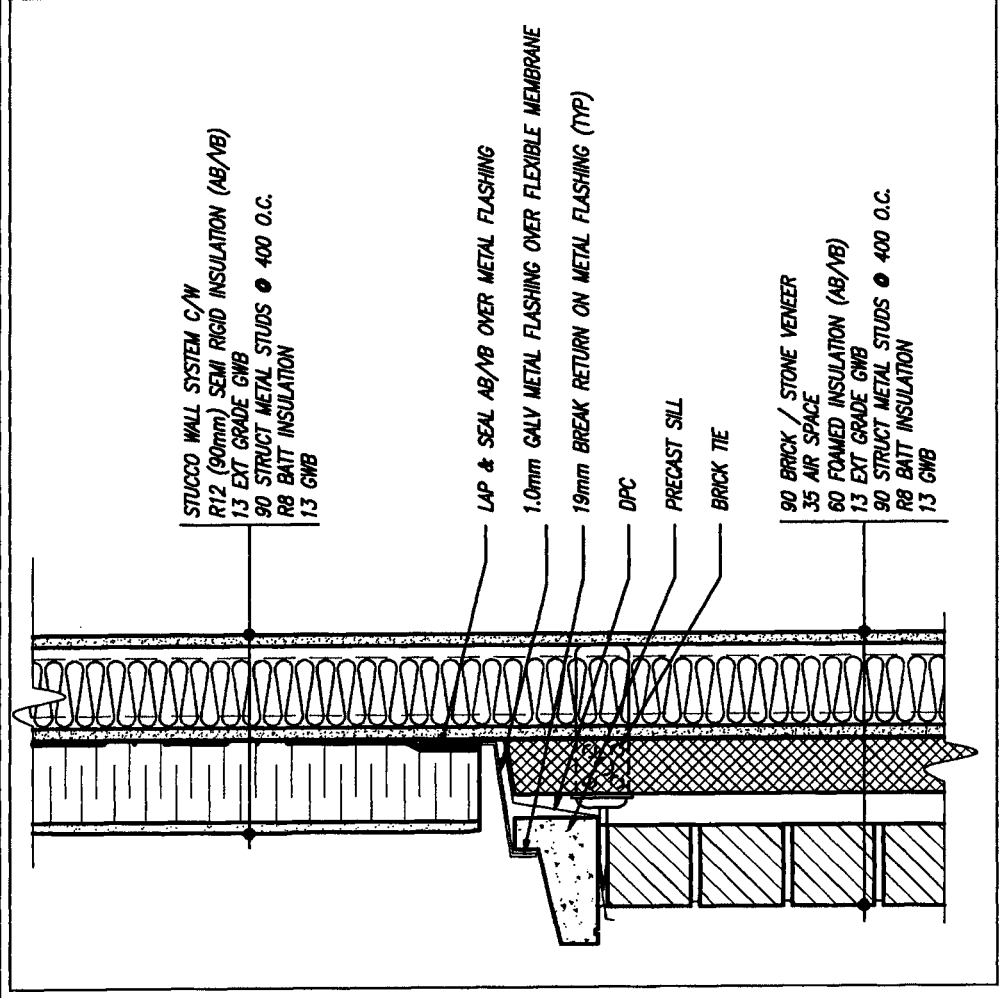 STUCCO WALL SYSTEM C/W
R12 (90mm) SEMI RIGID INSULATION (AB/VB)
13 EXT GRADE GWB
90 STRUCT METAL STUDS @ 400 O.C.
R8 BATT INSULATION
13 GWB
LAP & SEAL AB/VB OVER METAL FLASHING
1.0mm GALV METAL FLASHING OVER FLEXIBLE MEMBRANE
19mm BREAK RETURN ON METAL FLASHING (TYP)
DPC
PRECAST SILL
BRICK TIE
90 BRICK / STONE VENEER
35 AIR SPACE
60 FOAMED INSULATION (AB/VB)
13 EXT GRADE GWB
90 STRUCT METAL STUDS @ 400 O.C.
R8 BATT INSULATION
13 GWB